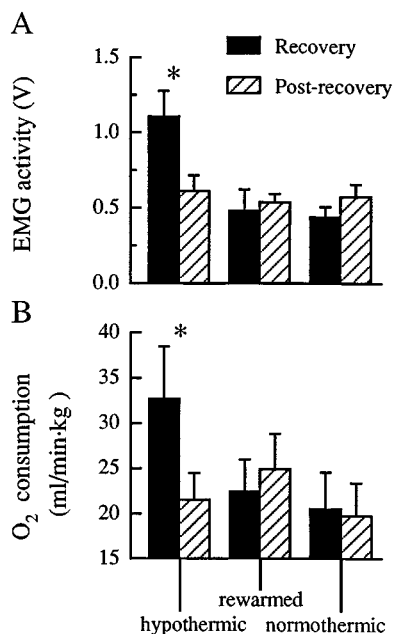 A
EMG activity (V)
1.5
1.0
0.5
0.0
*
Recovery
Post-recovery
B
O₂ consumption
(ml/min·kg)
40
35
30
25
20
15
*
rewarmed
hypothermic normothermic